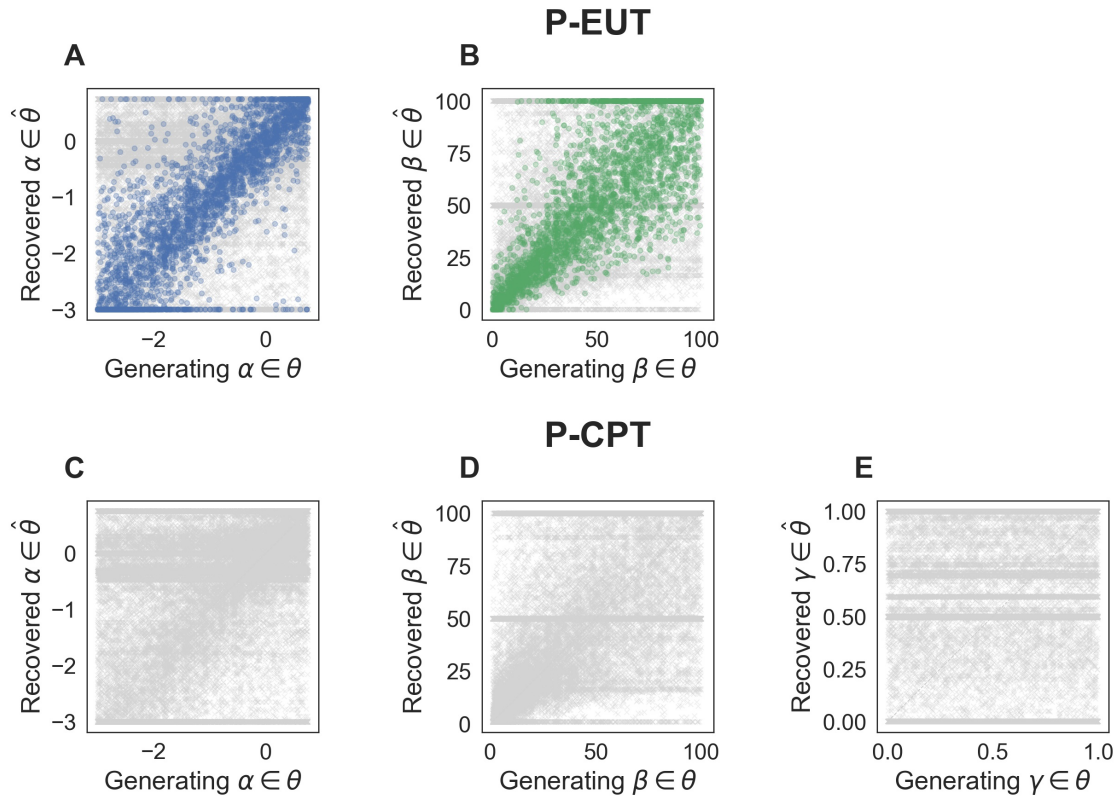 P-EUT
A
B
Recovered α ∈ θ̂
0
−1
−2
−3
−2
0
Generating α ∈ θ
Recovered β ∈ θ̂
100
75
50
25
0
0
50
100
Generating β ∈ θ
P-CPT
C
D
E
Recovered α ∈ θ̂
0
−1
−2
−3
−2
0
Generating α ∈ θ
Recovered β ∈ θ̂
100
75
50
25
0
0
50
100
Generating β ∈ θ
Recovered γ ∈ θ̂
1.00
0.75
0.50
0.25
0.00
0.0
0.5
1.0
Generating γ ∈ θ